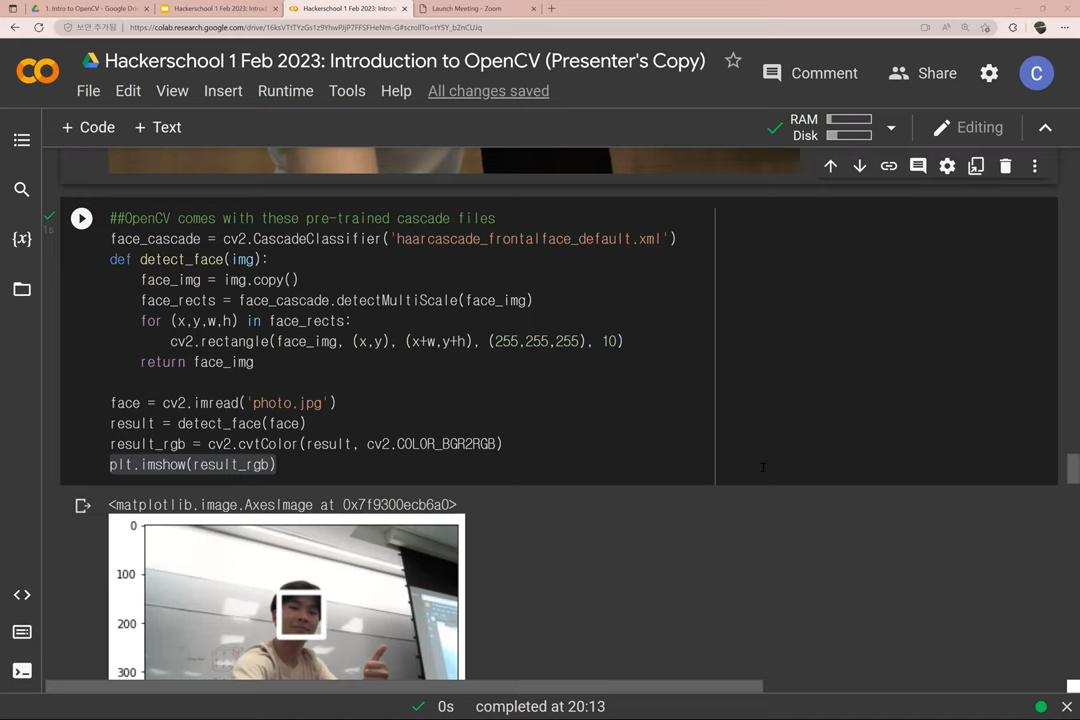 1. Intro to OpenCV - Google Dri
Hackerschool 1 Feb 2023: Introd
Hackerschool 1 Feb 2023: Introd
Launch Meeting - Zoom
보안 추가됨
https://colab.research.google.com/drive/16ksVTtTYzGs1z9YhwPJjP7FFSFHeNm-G#scrollTo=tYSY_b2nCUJq
Hackerschool 1 Feb 2023: Introduction to OpenCV (Presenter's Copy)
Comment
Share
C
File Edit View Insert Runtime Tools Help All changes saved
+ Code + Text
RAM
Disk
Editing
1s
##OpenCV comes with these pre-trained cascade files
face_cascade = cv2.CascadeClassifier('haarcascade_frontalface_default.xml')
def detect_face(img):
face_img = img.copy()
face_rects = face_cascade.detectMultiScale(face_img)
for (x,y,w,h) in face_rects:
cv2.rectangle(face_img, (x,y), (x+w,y+h), (255,255,255), 10)
return face_img
face = cv2.imread('photo.jpg')
result = detect_face(face)
result_rgb = cv2.cvtColor(result, cv2.COLOR_BGR2RGB)
plt.imshow(result_rgb)
<matplotlib.image.AxesImage at 0x7f9300ecb6a0>
0
100
200
300
0s completed at 20:13